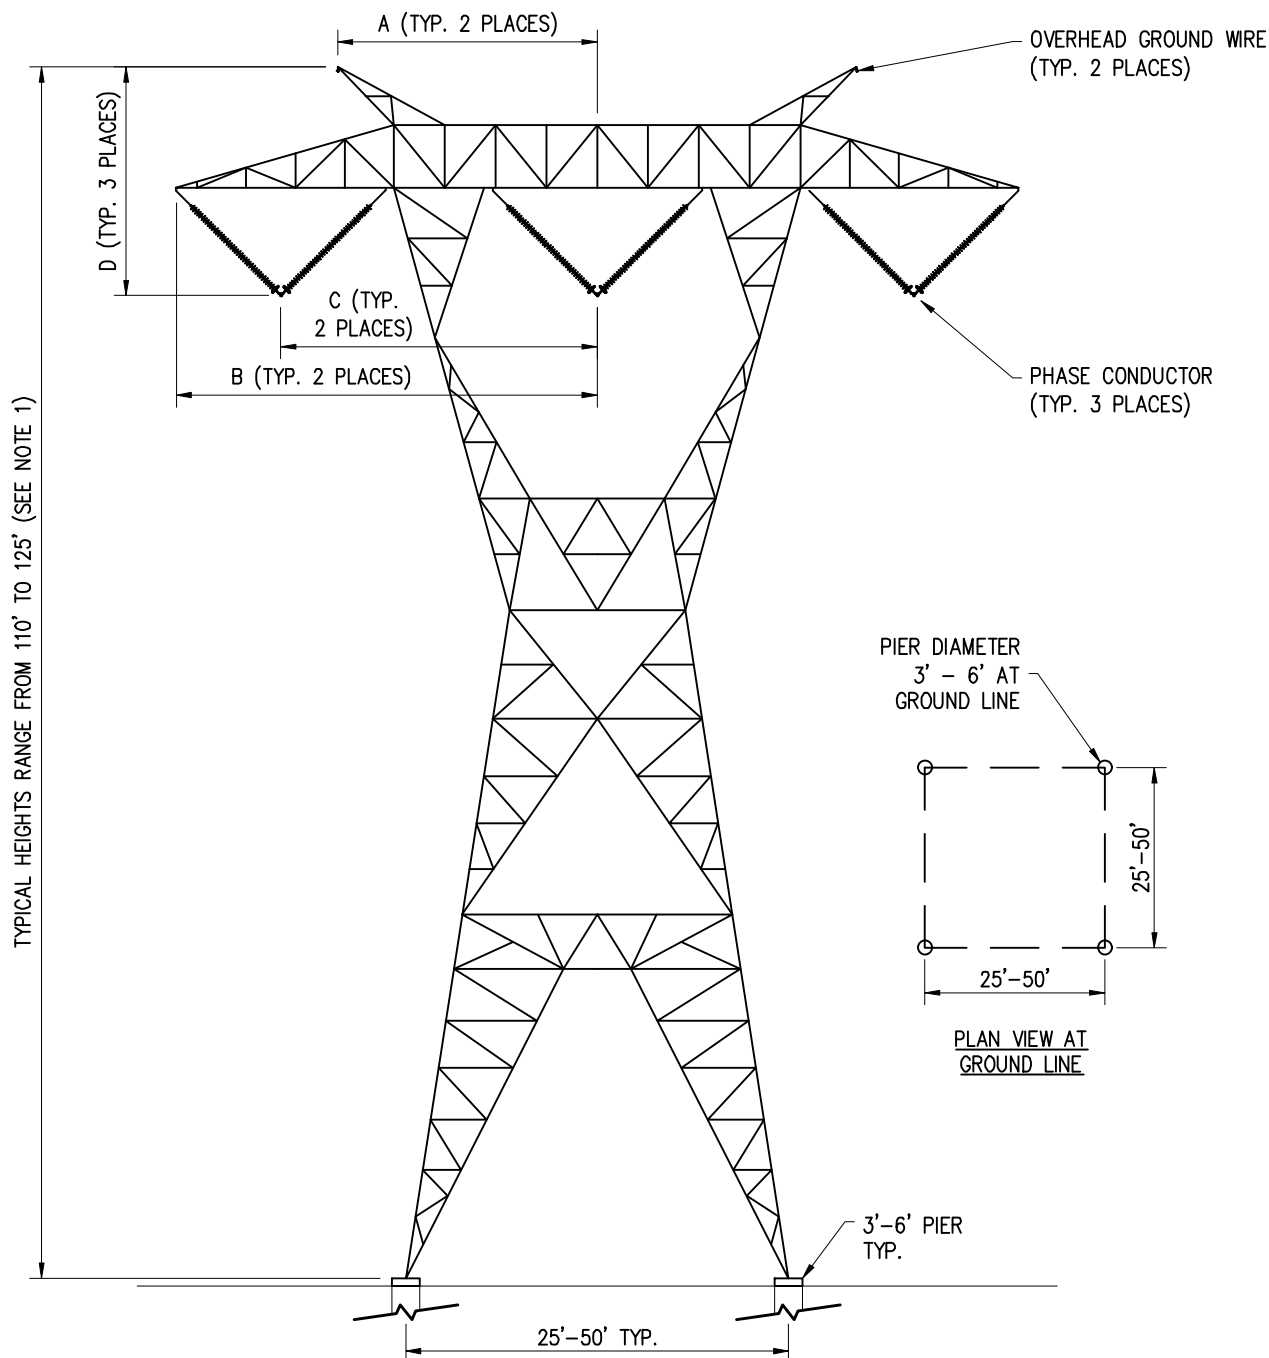 A (TYP. 2 PLACES)
OVERHEAD GROUND WIRE
(TYP. 2 PLACES)
D (TYP. 3 PLACES)
C (TYP.
2 PLACES)
B (TYP. 2 PLACES)
PHASE CONDUCTOR
(TYP. 3 PLACES)
TYPICAL HEIGHTS RANGE FROM 110' TO 125' (SEE NOTE 1)
PIER DIAMETER
3' - 6' AT
GROUND LINE
25'-50'
25'-50'
PLAN VIEW AT
GROUND LINE
3'-6' PIER
TYP.
25'-50' TYP.